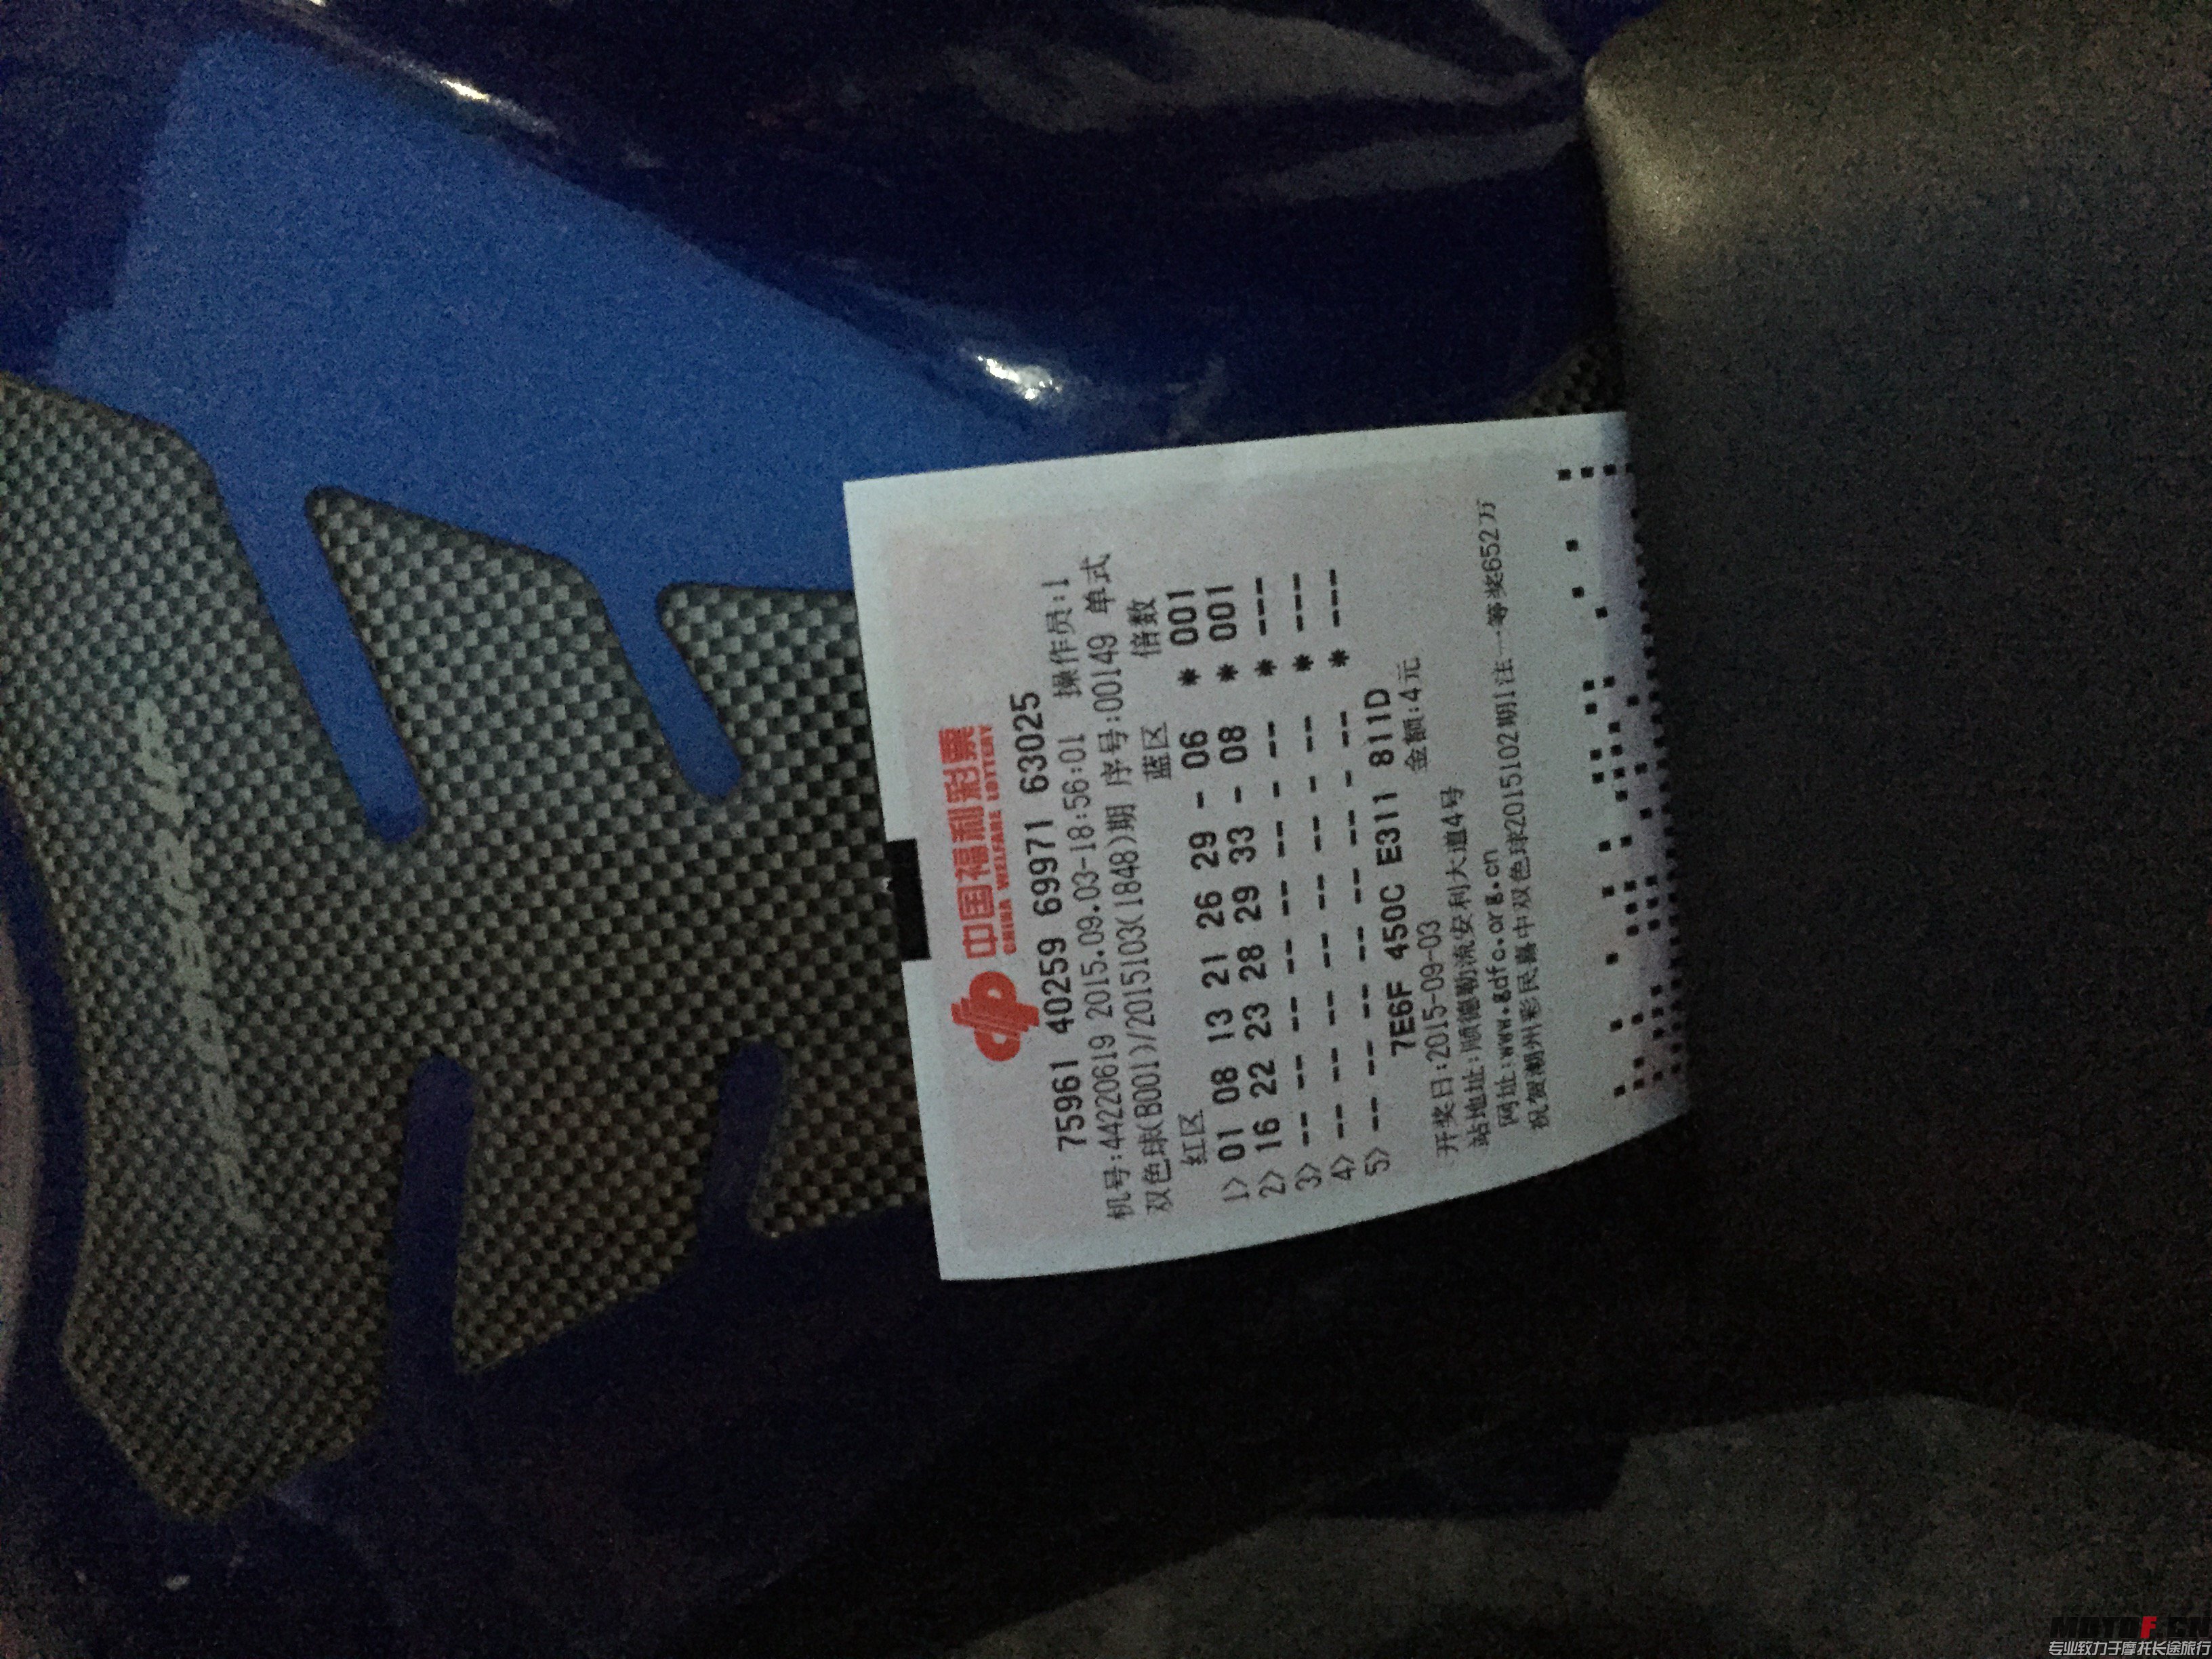 中国福利彩票
CHINA WELFARE LOTTERY
75961 40259 69971 63025
机号:44220619 2015.09.03-18:56:01 操作员:1
双色球(B001)/2015103(1848)期 序号:00149 单式
红区 蓝区 倍数
1> 01 08 13 21 26 29 - 06 * 001
2> 16 22 23 28 29 33 - 08 * 001
3> -- -- -- -- -- -- - -- * ---
4> -- -- -- -- -- -- - -- * ---
5> -- -- -- -- -- -- - -- * ---
7E6F 450C E311 811D
开奖日:2015-09-03 金额:4元
站地址:顺德勒流安利大道4号
网址:www.gdfc.org.cn
祝贺潮州彩民喜中双色球2015102期1注一等奖652万
MOTOF.CN
专业致力于摩托长途旅行